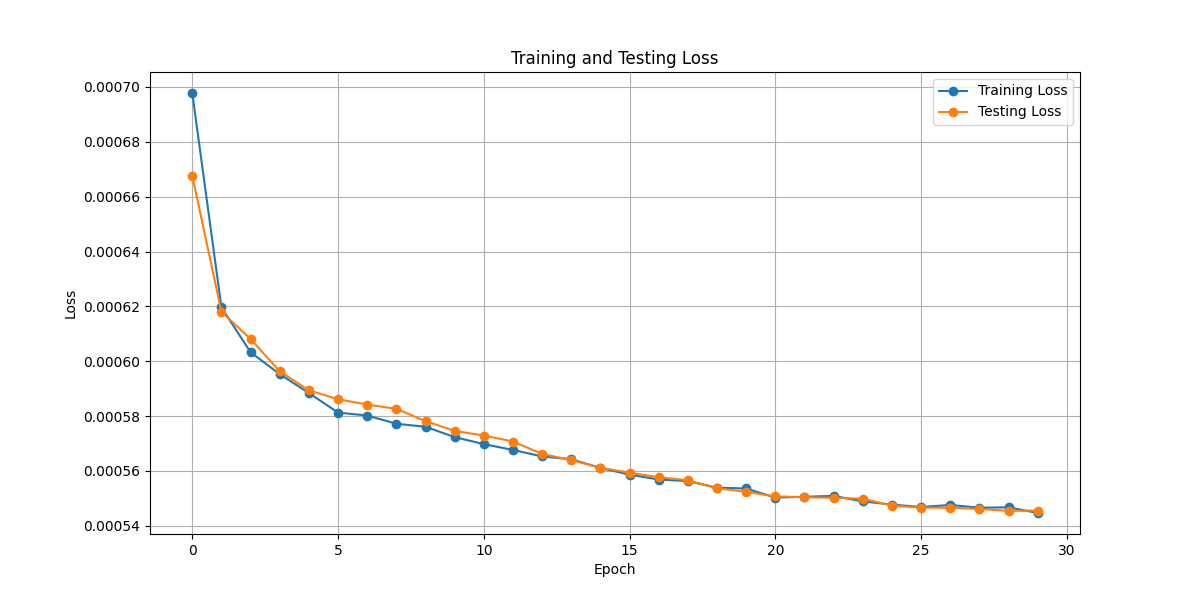 Training and Testing Loss
Training Loss
Testing Loss
0.00070
0.00068
0.00066
0.00064
0.00062
0.00060
0.00058
0.00056
0.00054
Loss
0 5 10 15 20 25 30
Epoch